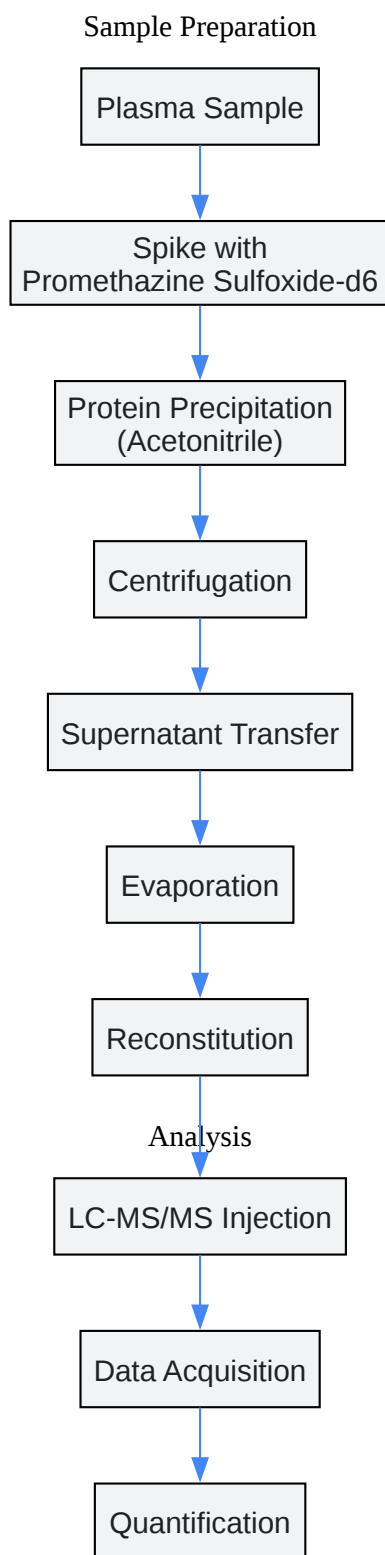 Sample Preparation
Plasma Sample
Spike with
Promethazine Sulfoxide-d6
Protein Precipitation
(Acetonitrile)
Centrifugation
Supernatant Transfer
Evaporation
Reconstitution
Analysis
LC-MS/MS Injection
Data Acquisition
Quantification